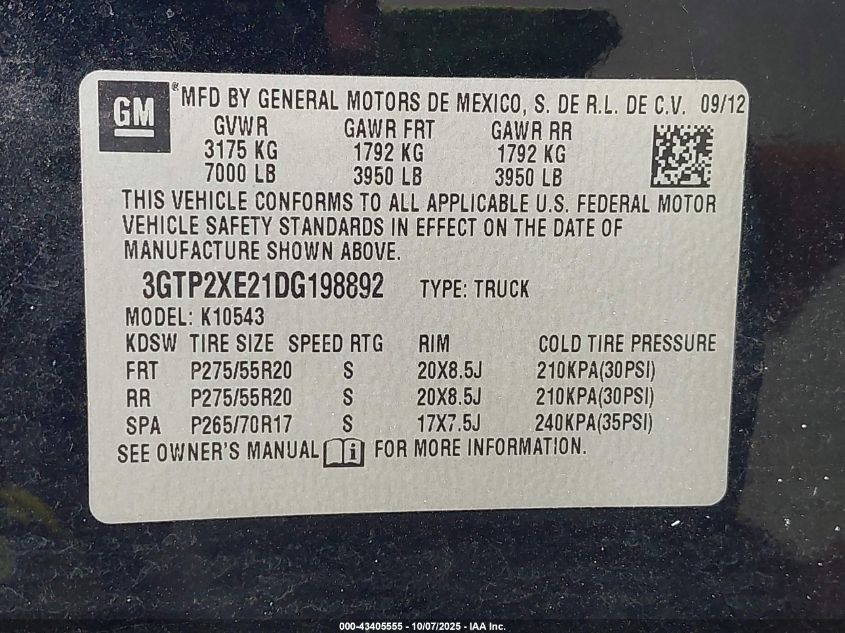 GM ® MFD BY GENERAL MOTORS DE MEXICO, S. DE R.L. DE C.V. 09/12
GVWR GAWR FRT GAWR RR
3175 KG 1792 KG 1792 KG
7000 LB 3950 LB 3950 LB
THIS VEHICLE CONFORMS TO ALL APPLICABLE U.S. FEDERAL MOTOR
VEHICLE SAFETY STANDARDS IN EFFECT ON THE DATE OF
MANUFACTURE SHOWN ABOVE.
3GTP2XE21DG198892 TYPE: TRUCK
MODEL: K10543
KDSW TIRE SIZE SPEED RTG RIM COLD TIRE PRESSURE
FRT P275/55R20 S 20X8.5J 210KPA(30PSI)
RR P275/55R20 S 20X8.5J 210KPA(30PSI)
SPA P265/70R17 S 17X7.5J 240KPA(35PSI)
SEE OWNER'S MANUAL i FOR MORE INFORMATION.
000-43405555 - 10/07/2025 - IAA Inc.